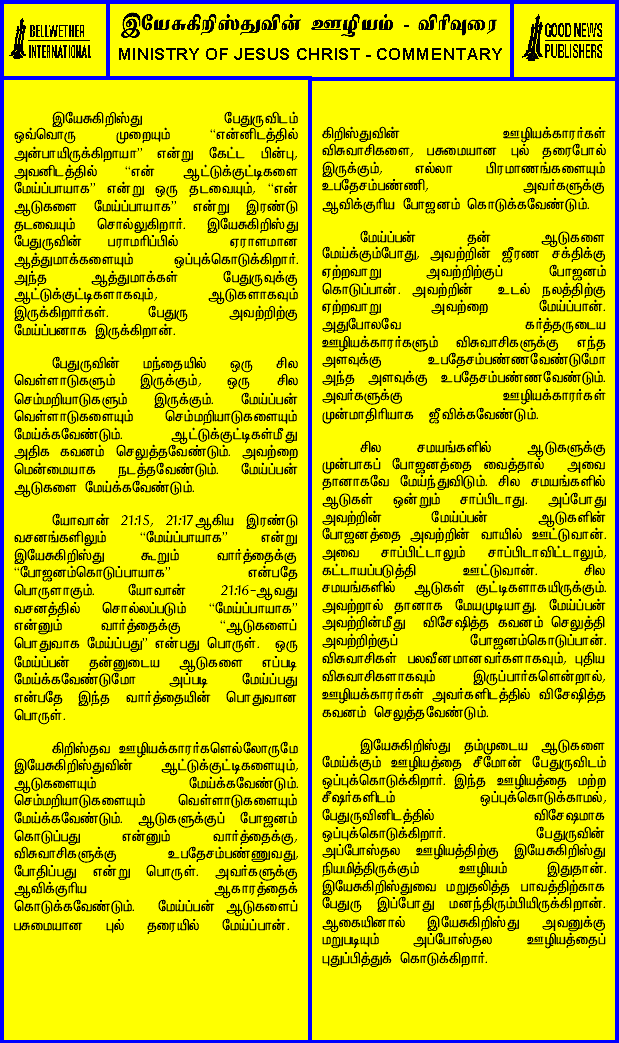 BELLWETHER
INTERNATIONAL
இயேசுகிறிஸ்துவின் ஊழியம் - விரிவுரை
MINISTRY OF JESUS CHRIST - COMMENTARY
GOOD NEWS
PUBLISHERS
இயேசுகிறிஸ்து பேதுருவிடம்
ஒவ்வொரு முறையும் “என்னிடத்தில்
அன்பாயிருக்கிறாயா” என்று கேட்ட பின்பு,
அவனிடத்தில் “என் ஆட்டுக்குட்டிகளை
மேய்ப்பாயாக” என்று ஒரு தடவையும், “என்
ஆடுகளை மேய்ப்பாயாக” என்று இரண்டு
தடவையும் சொல்லுகிறார். இயேசுகிறிஸ்து
பேதுருவின் பராமரிப்பில் ஏராளமான
ஆத்துமாக்களையும் ஒப்புக்கொடுக்கிறார்.
அந்த ஆத்துமாக்கள் பேதுருவுக்கு
ஆட்டுக்குட்டிகளாகவும், ஆடுகளாகவும்
இருக்கிறார்கள். பேதுரு அவற்றிற்கு
மேய்ப்பனாக இருக்கிறான்.
பேதுருவின் மந்தையில் ஒரு சில
வெள்ளாடுகளும் இருக்கும், ஒரு சில
செம்மறியாடுகளும் இருக்கும். மேய்ப்பன்
வெள்ளாடுகளையும் செம்மறியாடுகளையும்
மேய்க்கவேண்டும். ஆட்டுக்குட்டிகள்மீது
அதிக கவனம் செலுத்தவேண்டும். அவற்றை
மென்மையாக நடத்தவேண்டும். மேய்ப்பன்
ஆடுகளை மேய்க்கவேண்டும்.
யோவான் 21:15, 21:17ஆகிய இரண்டு
வசனங்களிலும் “மேய்ப்பாயாக” என்று
இயேசுகிறிஸ்து கூறும் வார்த்தைக்கு
“போஜனம்கொடுப்பாயாக” என்பதே
பொருளாகும். யோவான் 21:16-ஆவது
வசனத்தில் சொல்லப்படும் “மேய்ப்பாயாக”
என்னும் வார்த்தைக்கு “ஆடுகளைப்
பொதுவாக மேய்ப்பது” என்பது பொருள். ஒரு
மேய்ப்பன் தன்னுடைய ஆடுகளை எப்படி
மேய்க்கவேண்டுமோ அப்படி மேய்ப்பது
என்பதே இந்த வார்த்தையின் பொதுவான
பொருள்.
கிறிஸ்தவ ஊழியக்காரர்களெல்லோருமே
இயேசுகிறிஸ்துவின் ஆட்டுக்குட்டிகளையும்,
ஆடுகளையும் மேய்க்கவேண்டும்.
செம்மறியாடுகளையும் வெள்ளாடுகளையும்
மேய்க்கவேண்டும். ஆடுகளுக்குப் போஜனம்
கொடுப்பது என்னும் வார்த்தைக்கு,
விசுவாசிகளுக்கு உபதேசம்பண்ணுவது,
போதிப்பது என்று பொருள். அவர்களுக்கு
ஆவிக்குரிய ஆகாரத்தைக்
கொடுக்கவேண்டும். மேய்ப்பன் ஆடுகளைப்
பசுமையான புல் தரையில் மேய்ப்பான்.
கிறிஸ்துவின் ஊழியக்காரர்கள்
விசுவாசிகளை, பசுமையான புல் தரைபோல்
இருக்கும், எல்லா பிரமாணங்களையும்
உபதேசம்பண்ணி, அவர்களுக்கு
ஆவிக்குரிய போஜனம் கொடுக்கவேண்டும்.
மேய்ப்பன் தன் ஆடுகளை
மேய்க்கும்போது, அவற்றின் ஜீரண சக்திக்கு
ஏற்றவாறு அவற்றிற்குப் போஜனம்
கொடுப்பான். அவற்றின் உடல் நலத்திற்கு
ஏற்றவாறு அவற்றை மேய்ப்பான்.
அதுபோலவே கர்த்தருடைய
ஊழியக்காரர்களும் விசுவாசிகளுக்கு எந்த
அளவுக்கு உபதேசம்பண்ணவேண்டுமோ
அந்த அளவுக்கு உபதேசம்பண்ணவேண்டும்.
அவர்களுக்கு ஊழியக்காரர்கள்
முன்மாதிரியாக ஜீவிக்கவேண்டும்.
சில சமயங்களில் ஆடுகளுக்கு
முன்பாகப் போஜனத்தை வைத்தால் அவை
தானாகவே மேய்ந்துவிடும். சில சமயங்களில்
ஆடுகள் ஒன்றும் சாப்பிடாது. அப்போது
அவற்றின் மேய்ப்பன் ஆடுகளின்
போஜனத்தை அவற்றின் வாயில் ஊட்டுவான்.
அவை சாப்பிட்டாலும் சாப்பிடாவிட்டாலும்,
கட்டாயப்படுத்தி ஊட்டுவான். சில
சமயங்களில் ஆடுகள் குட்டிகளாகயிருக்கும்.
அவற்றால் தானாக மேயமுடியாது. மேய்ப்பன்
அவற்றின்மீது விசேஷித்த கவனம் செலுத்தி
அவற்றிற்குப் போஜனம்கொடுப்பான்.
விசுவாசிகள் பலவீனமானவர்களாகவும், புதிய
விசுவாசிகளாகவும் இருப்பார்களென்றால்,
ஊழியக்காரர்கள் அவர்களிடத்தில் விசேஷித்த
கவனம் செலுத்தவேண்டும்.
இயேசுகிறிஸ்து தம்முடைய ஆடுகளை
மேய்க்கும் ஊழியத்தை சீமோன் பேதுருவிடம்
ஒப்புக்கொடுக்கிறார். இந்த ஊழியத்தை மற்ற
சீஷர்களிடம் ஒப்புக்கொடுக்காமல்,
பேதுருவினிடத்தில் விசேஷமாக
ஒப்புக்கொடுக்கிறார். பேதுருவின்
அப்போஸ்தல ஊழியத்திற்கு இயேசுகிறிஸ்து
நியமித்திருக்கும் ஊழியம் இதுதான்.
இயேசுகிறிஸ்துவை மறுதலித்த பாவத்திற்காக
பேதுரு இப்போது மனந்திரும்பியிருக்கிறான்.
ஆகையினால் இயேசுகிறிஸ்து அவனுக்கு
மறுபடியும் அப்போஸ்தல ஊழியத்தைப்
புதுப்பித்துக் கொடுக்கிறார்.